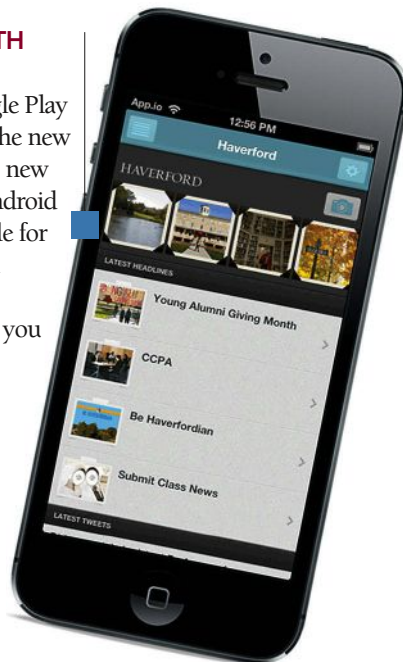 TH
gle Play
he new
new
ndroid
le for
you
App.io
12:56 PM
Haverford
HAVERFORD
LATEST HEADLINES
Young Alumni Giving Month
CCPA
Be Haverfordian
Submit Class News
LATEST TWEETS